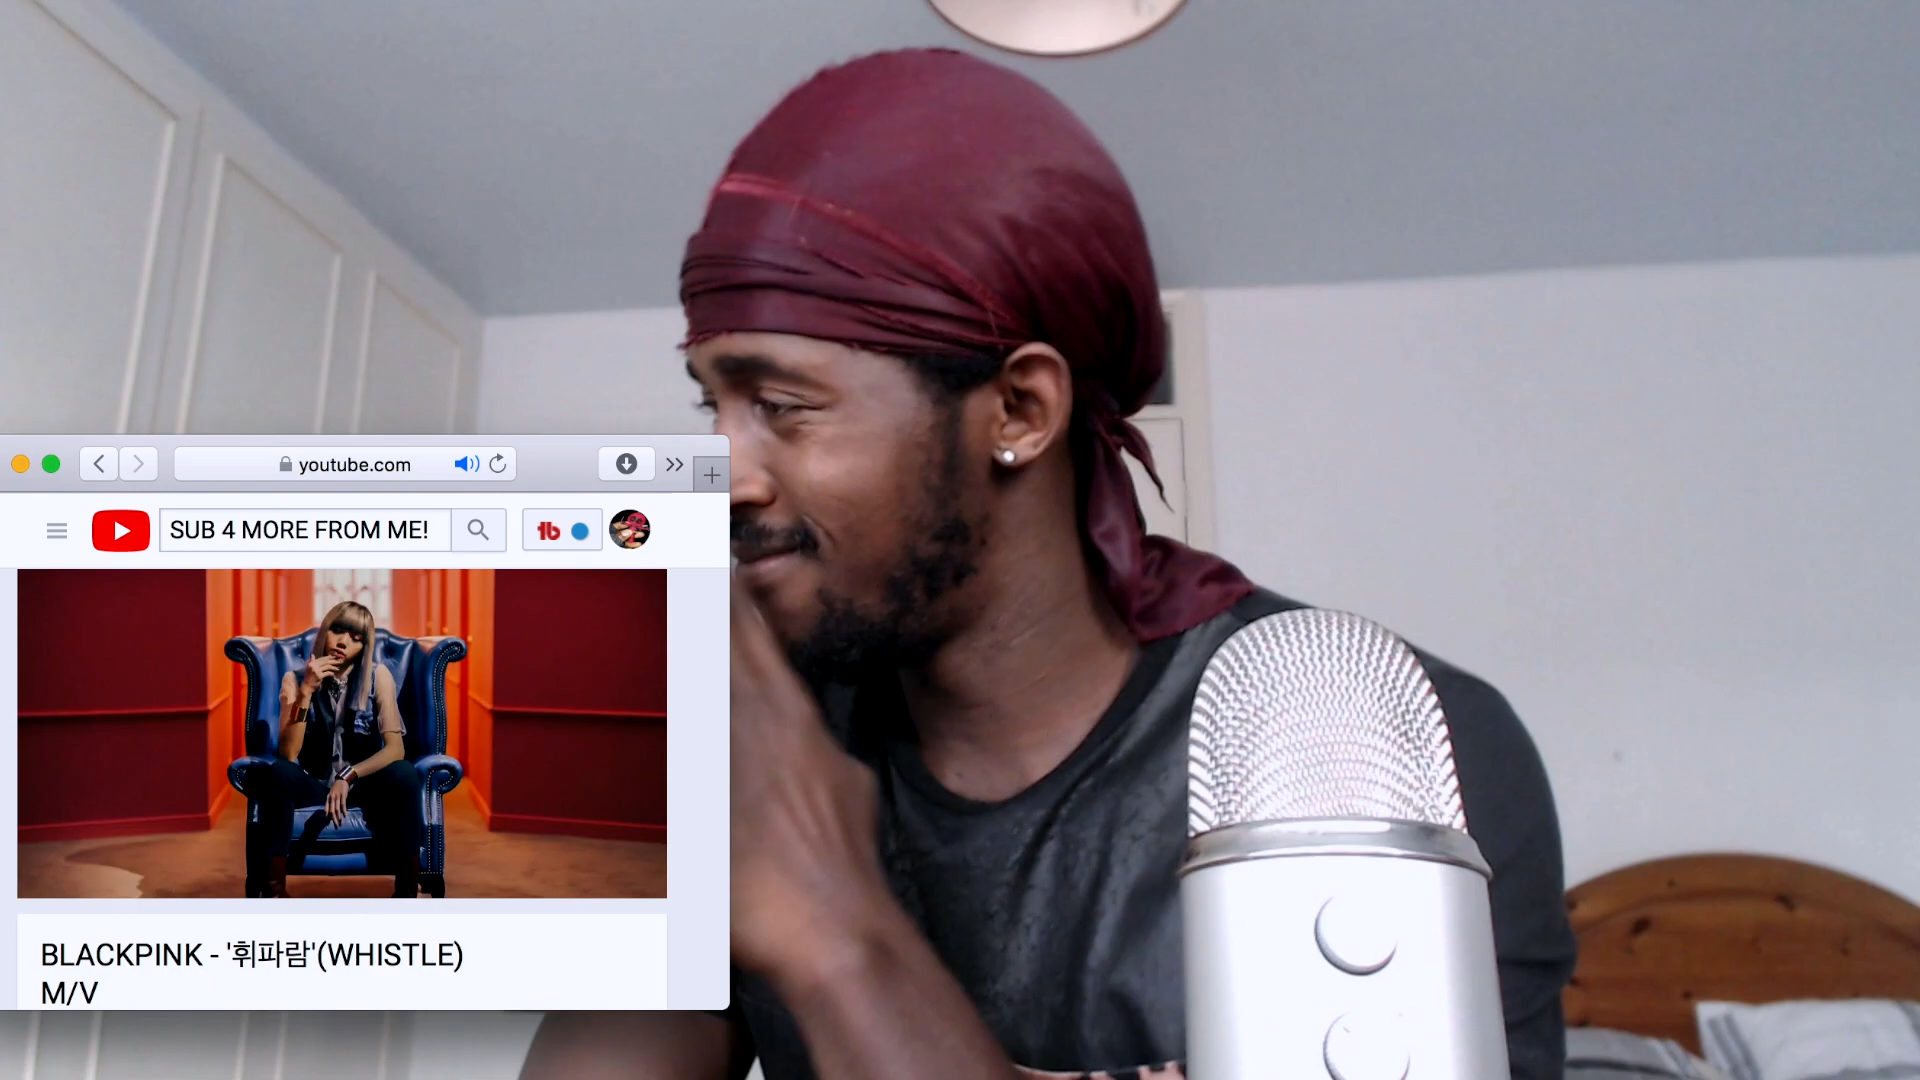 youtube.com
SUB 4 MORE FROM ME!
BLACKPINK - '휘파람'(WHISTLE)
M/V